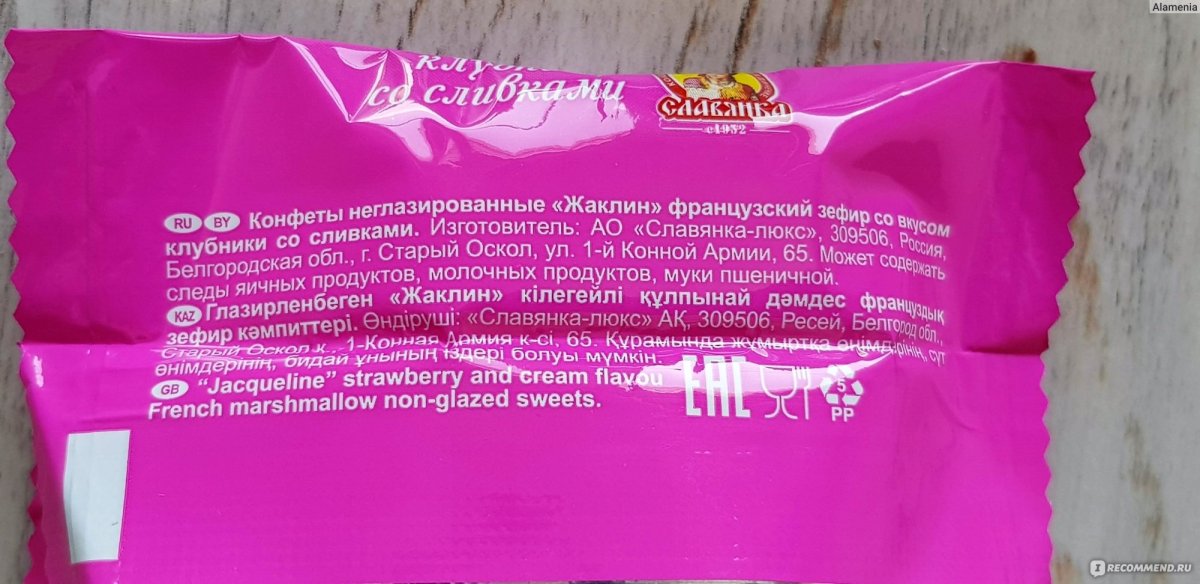 Alamenia
со сливками
СЛАВЯНКА
с 1932
RU BY Конфеты неглазированные «Жаклин» французский зефир со вкусом
клубники со сливками. Изготовитель: АО «Славянка-люкс», 309506, Россия,
Белгородская обл., г. Старый Оскол, ул. 1-й Конной Армии, 65. Может содержать
следы яичных продуктов, молочных продуктов, муки пшеничной.
KAZ Глазирленбеген «Жаклин» кілегейлі құлпынай дәмдес француздық
зефир кәмпиттері. Өндіруші: «Славянка-люкс» АҚ, 309506, Ресей, Белгород обл.,
Старый Оскол к., 1-Конная Армия к-сі, 65. Құрамында жұмыртқа өнімдерінің, сүт
өнімдерінің, бидай ұнының іздері болуы мүмкін.
GB "Jacqueline" strawberry and cream flavou
French marshmallow non-glazed sweets.
EAC
5
PP
I RECOMMEND.RU